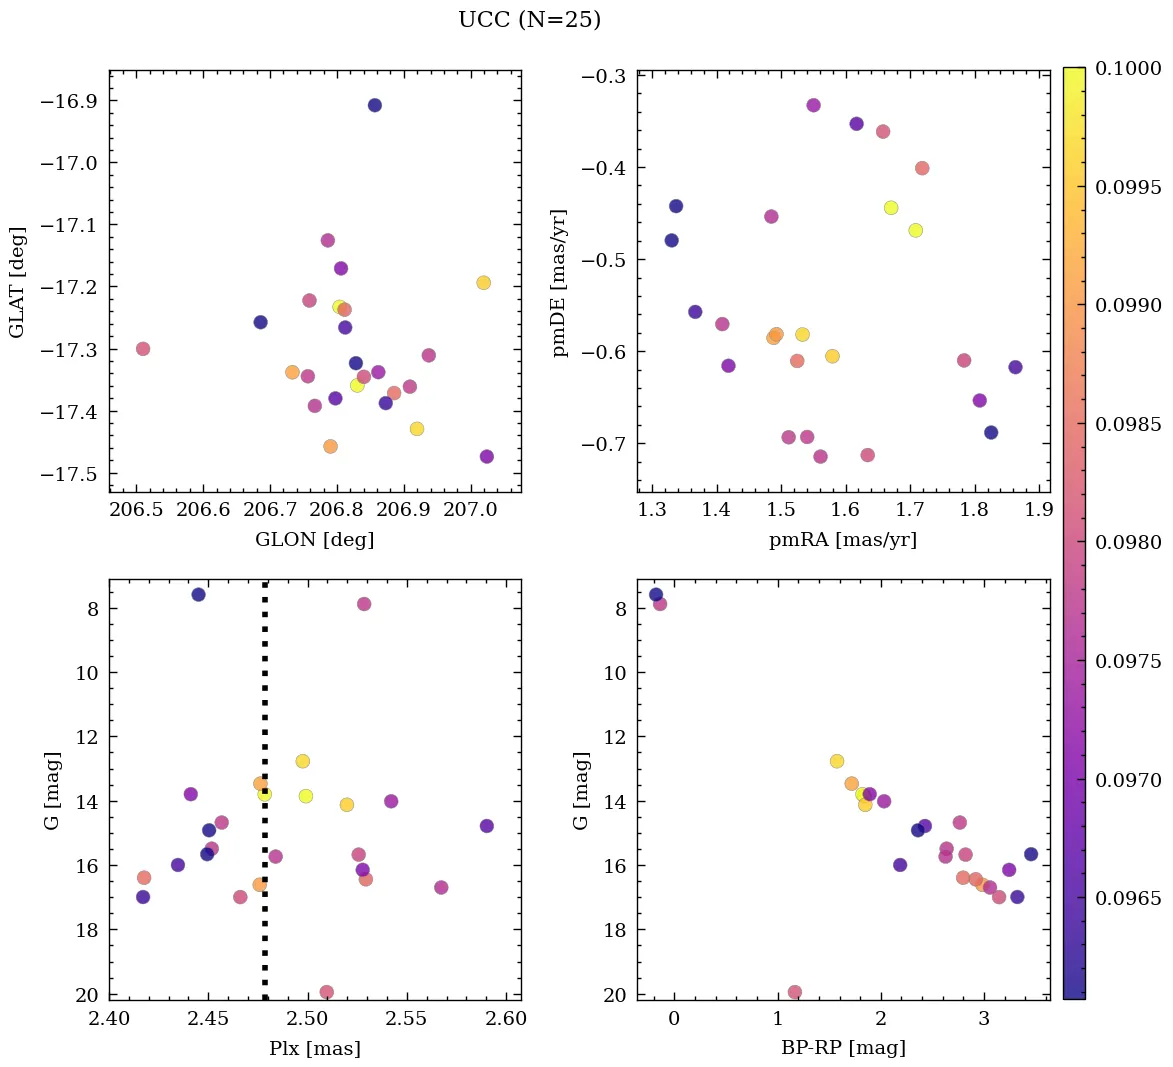 UCC (N=25)
−16.9
−17.0
−17.1
−17.2
−17.3
−17.4
−17.5
GLAT [deg]
206.5 206.6 206.7 206.8 206.9 207.0
GLON [deg]
−0.3
−0.4
−0.5
−0.6
−0.7
pmDE [mas/yr]
1.3 1.4 1.5 1.6 1.7 1.8 1.9
pmRA [mas/yr]
8
10
12
14
16
18
20
G [mag]
2.40 2.45 2.50 2.55 2.60
Plx [mas]
8
10
12
14
16
18
20
G [mag]
0 1 2 3
BP-RP [mag]
0.1000
0.0995
0.0990
0.0985
0.0980
0.0975
0.0970
0.0965